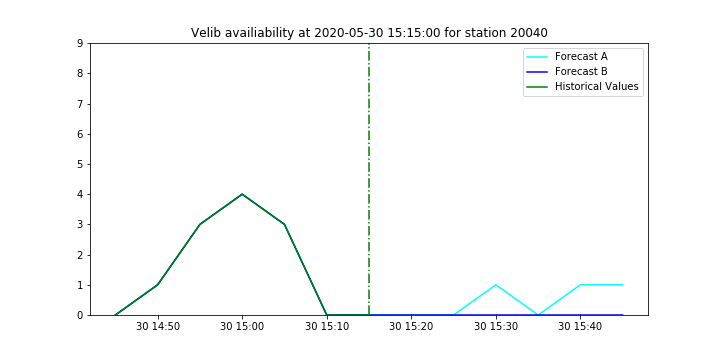 Velib availiability at 2020-05-30 15:15:00 for station 20040
9
8
7
6
5
4
3
2
1
0
Forecast A
Forecast B
Historical Values
30 14:50 30 15:00 30 15:10 30 15:20 30 15:30 30 15:40